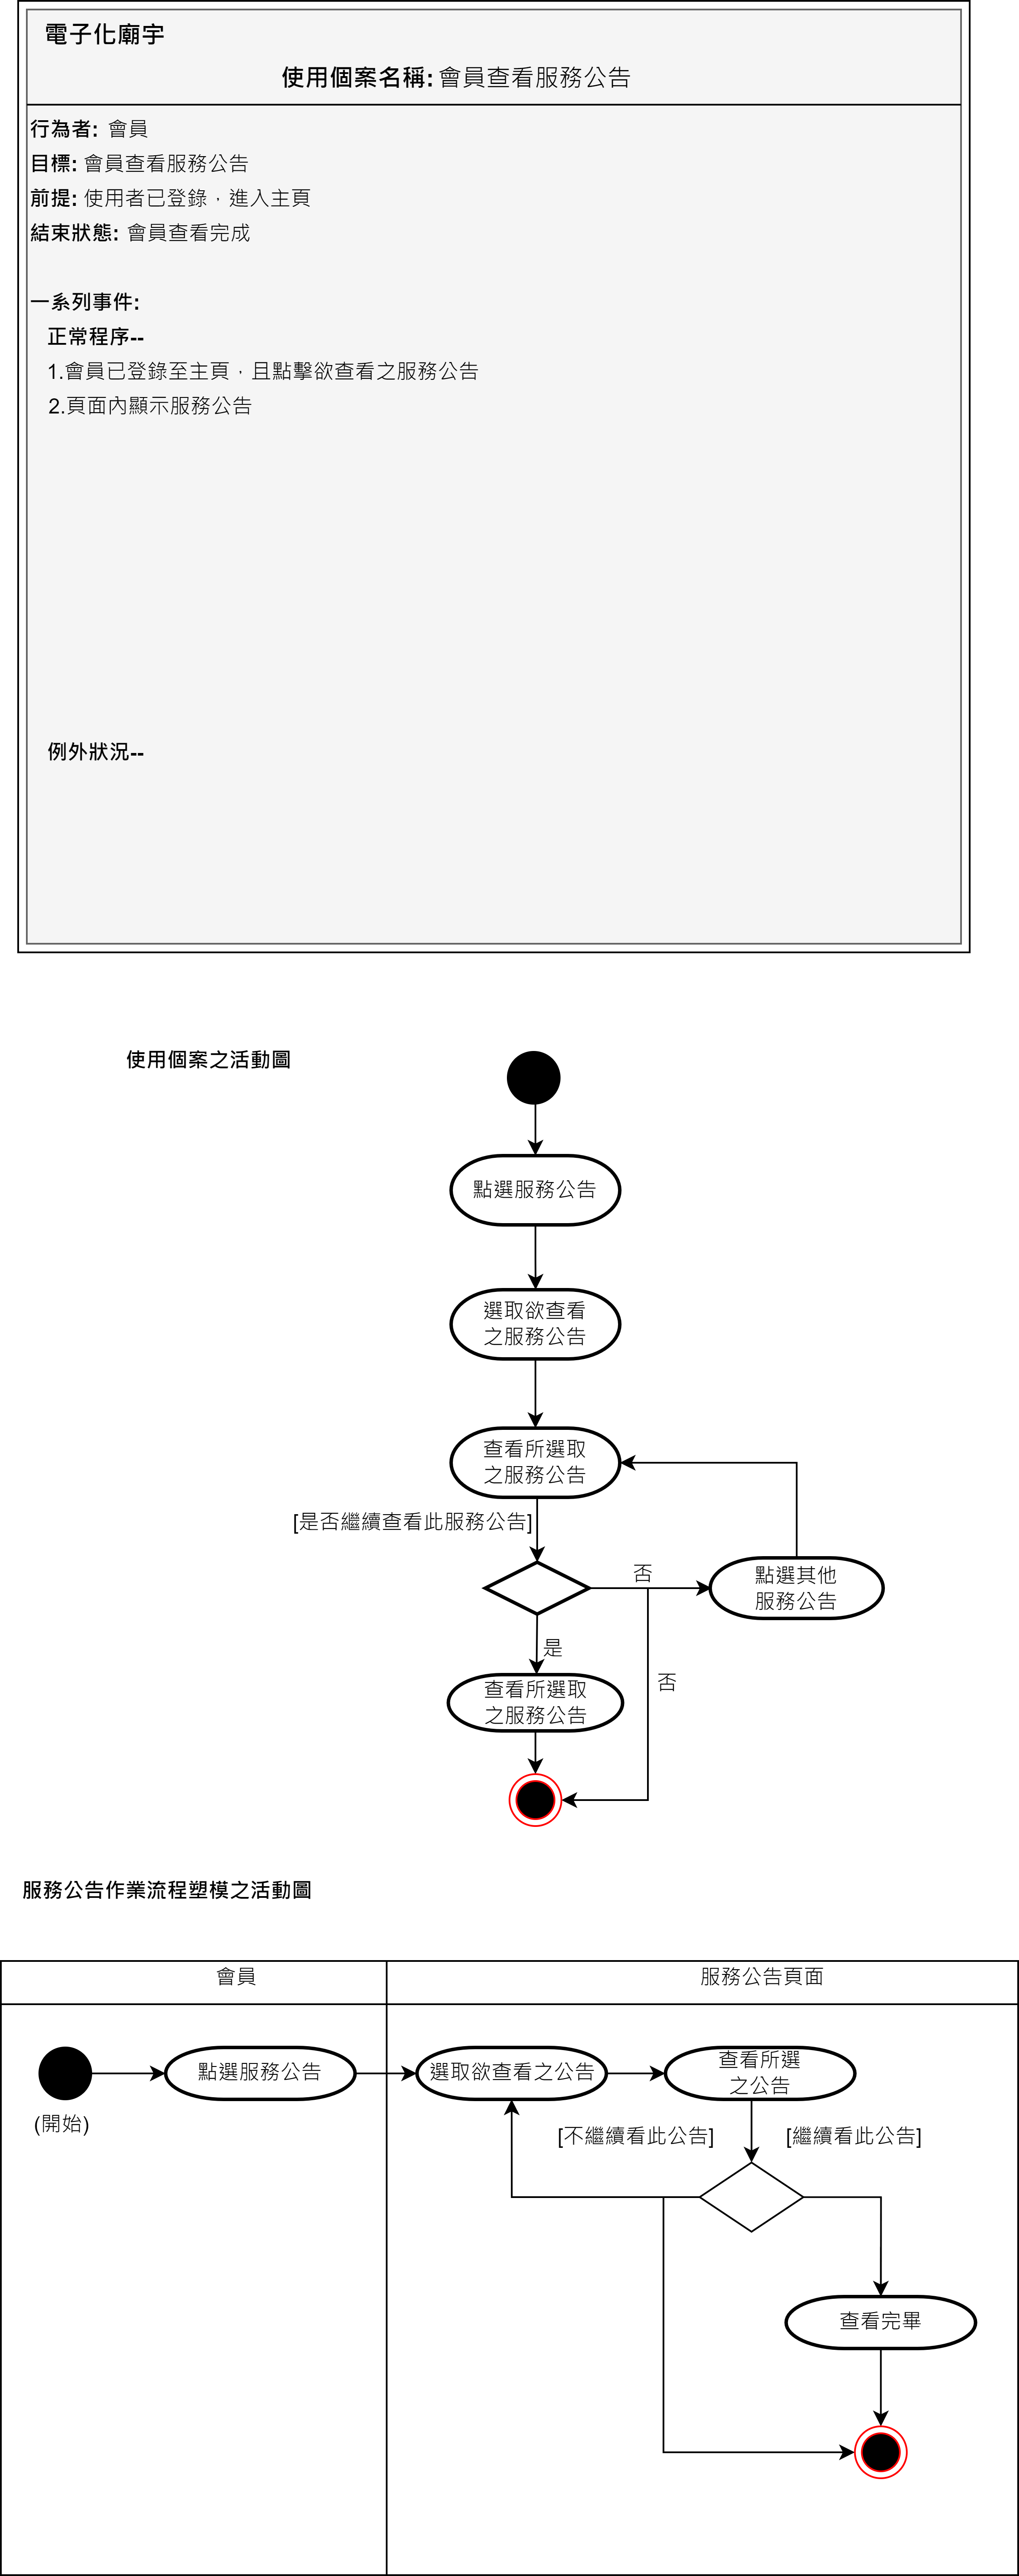 電子化廟宇
使用個案名稱: 會員查看服務公告
行為者: 會員
目標: 會員查看服務公告
前提: 使用者已登錄，進入主頁
結束狀態: 會員查看完成
一系列事件:
正常程序--
1.會員已登錄至主頁，且點擊欲查看之服務公告
2.頁面內顯示服務公告
例外狀況--
使用個案之活動圖
點選服務公告
選取欲查看
之服務公告
查看所選取
之服務公告
[是否繼續查看此服務公告]
否
點選其他
服務公告
是
否
查看所選取
之服務公告
服務公告作業流程塑模之活動圖
會員
服務公告頁面
點選服務公告
選取欲查看之公告
查看所選
之公告
(開始)
[不繼續看此公告]
[繼續看此公告]
查看完畢